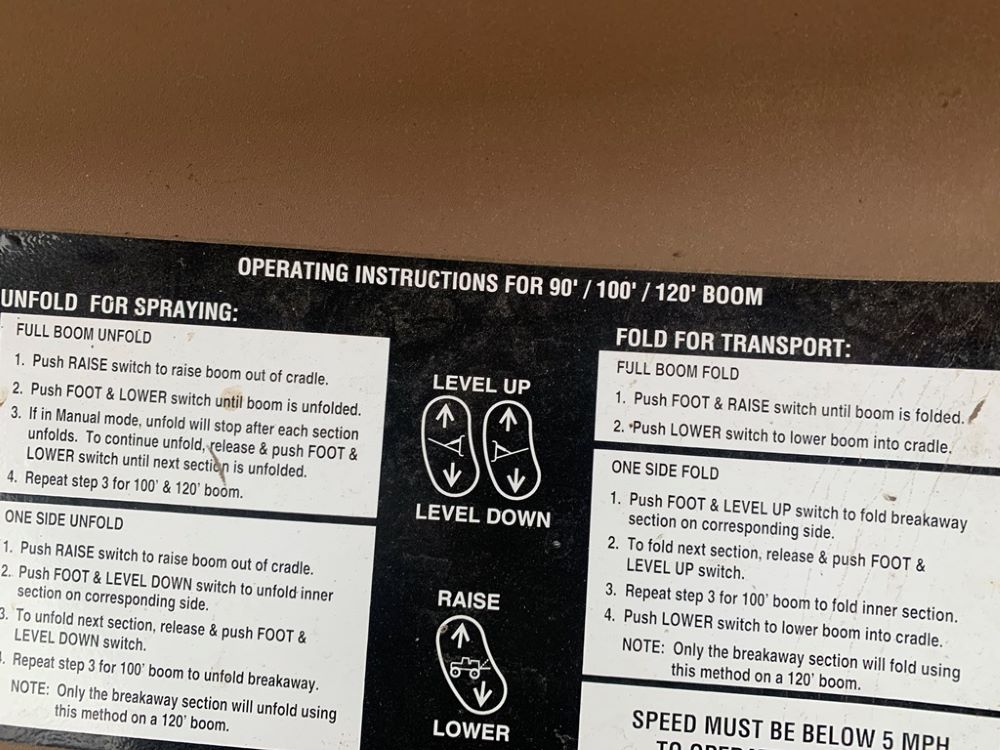 OPERATING INSTRUCTIONS FOR 90' / 100' / 120' BOOM
UNFOLD FOR SPRAYING:
FULL BOOM UNFOLD
1. Push RAISE switch to raise boom out of cradle.
2. Push FOOT & LOWER switch until boom is unfolded.
3. If in Manual mode, unfold will stop after each section
unfolds. To continue unfold, release & push FOOT &
LOWER switch until next section is unfolded.
4. Repeat step 3 for 100' & 120' boom.
ONE SIDE UNFOLD
1. Push RAISE switch to raise boom out of cradle.
2. Push FOOT & LEVEL DOWN switch to unfold inner
section on corresponding side.
3. To unfold next section, release & push FOOT &
LEVEL DOWN switch.
. Repeat step 3 for 100' boom to unfold breakaway.
NOTE: Only the breakaway section will unfold using
this method on a 120' boom.
LEVEL UP
LEVEL DOWN
RAISE
LOWER
FOLD FOR TRANSPORT:
FULL BOOM FOLD
1. Push FOOT & RAISE switch until boom is folded.
2. Push LOWER switch to lower boom into cradle.
ONE SIDE FOLD
1. Push FOOT & LEVEL UP switch to fold breakaway
section on corresponding side.
2. To fold next section, release & push FOOT &
LEVEL UP switch.
3. Repeat step 3 for 100' boom to fold inner section.
4. Push LOWER switch to lower boom into cradle.
NOTE: Only the breakaway section will fold using
this method on a 120' boom.
SPEED MUST BE BELOW 5 MPH
TO